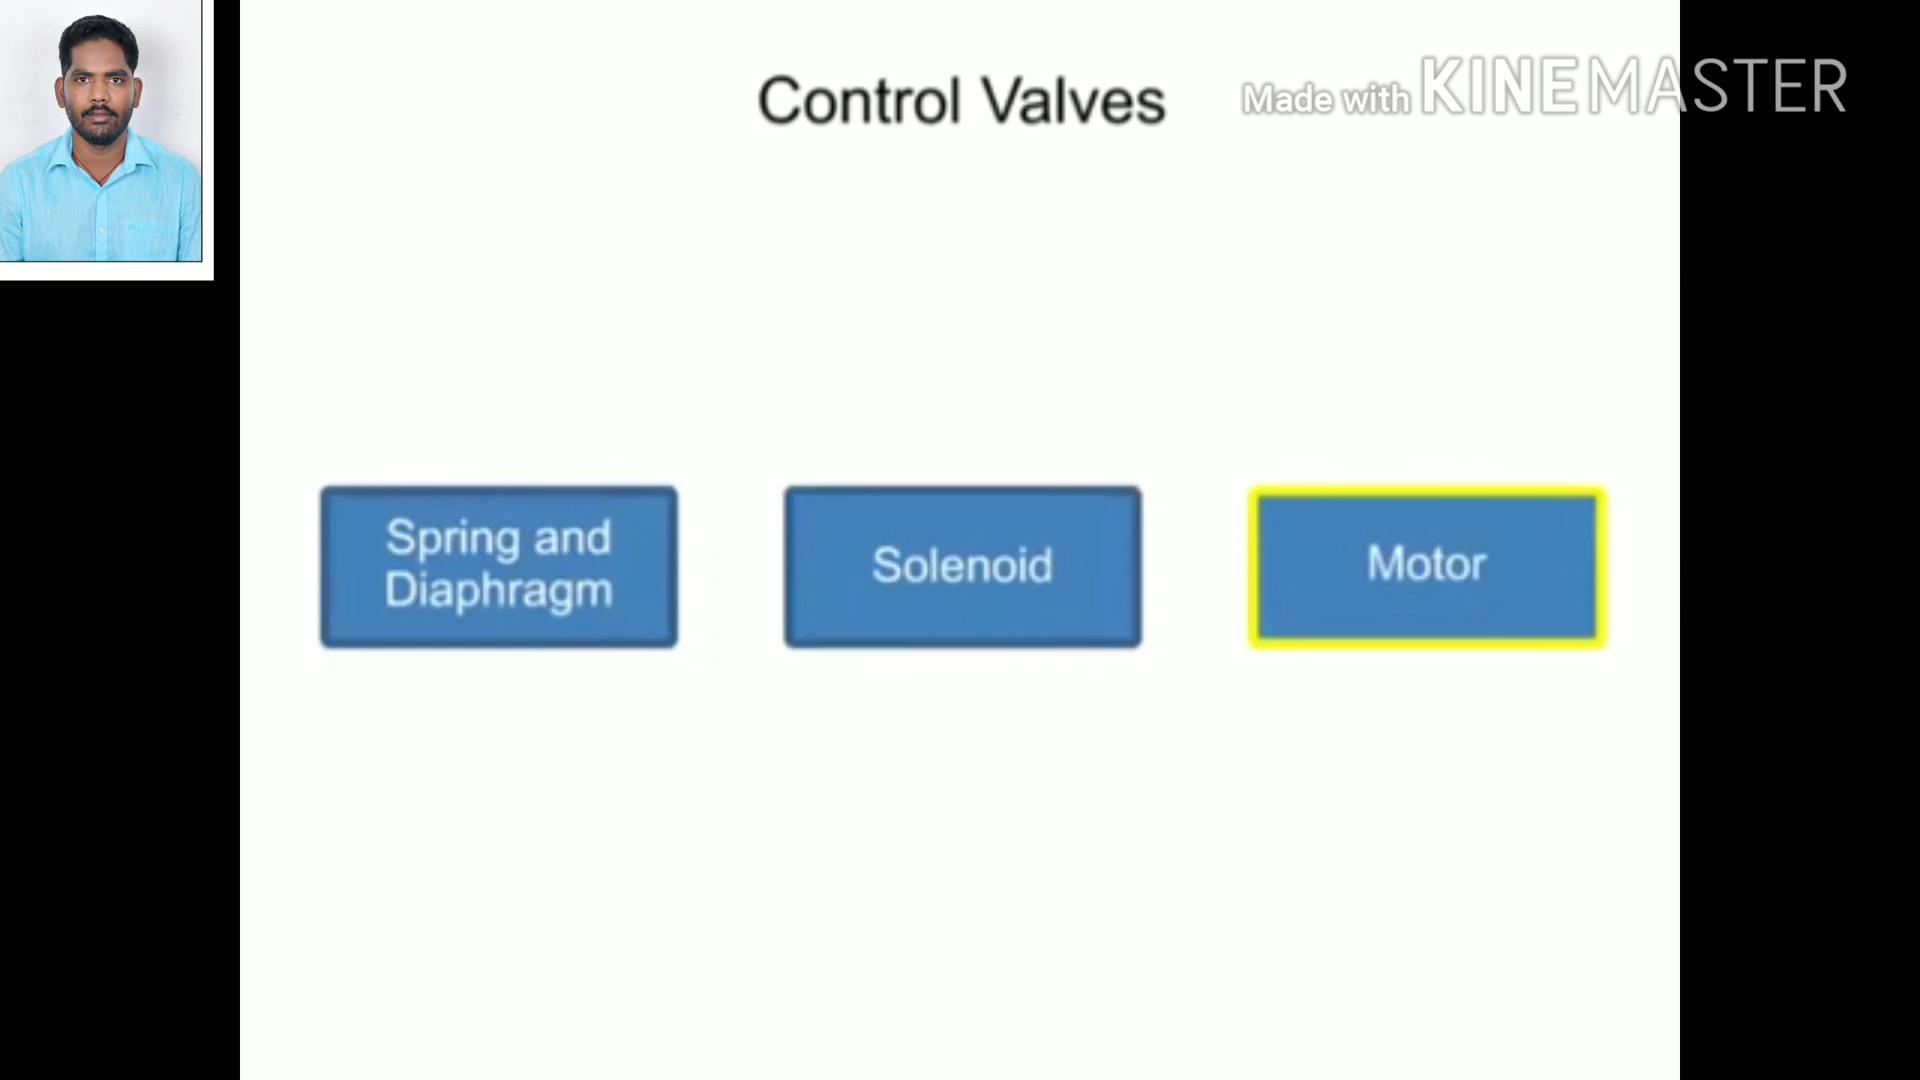 Control Valves
Made with KINEMASTER
Spring and
Diaphragm
Solenoid
Motor